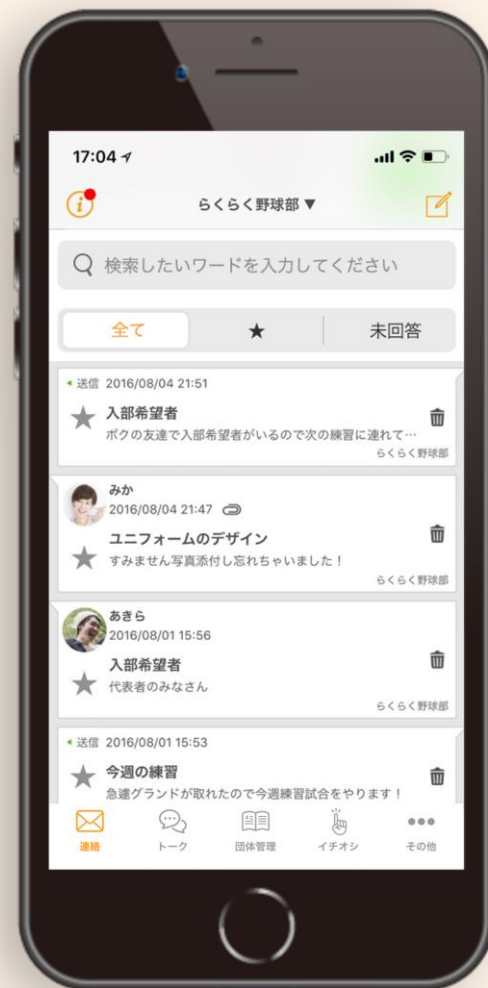 17:04
らくらく野球部 ▼
検索したいワードを入力してください
全て ★ 未回答
送信 2016/08/04 21:51
入部希望者
ボクの友達で入部希望者がいるので次の練習に連れて…
らくらく野球部
みか
2016/08/04 21:47
ユニフォームのデザイン
すみません写真添付し忘れちゃいました！
らくらく野球部
あきら
2016/08/01 15:56
入部希望者
代表者のみなさん
らくらく野球部
送信 2016/08/01 15:53
今週の練習
急遽グランドが取れたので今週練習試合をやります！
連絡 トーク 団体管理 イチオシ その他